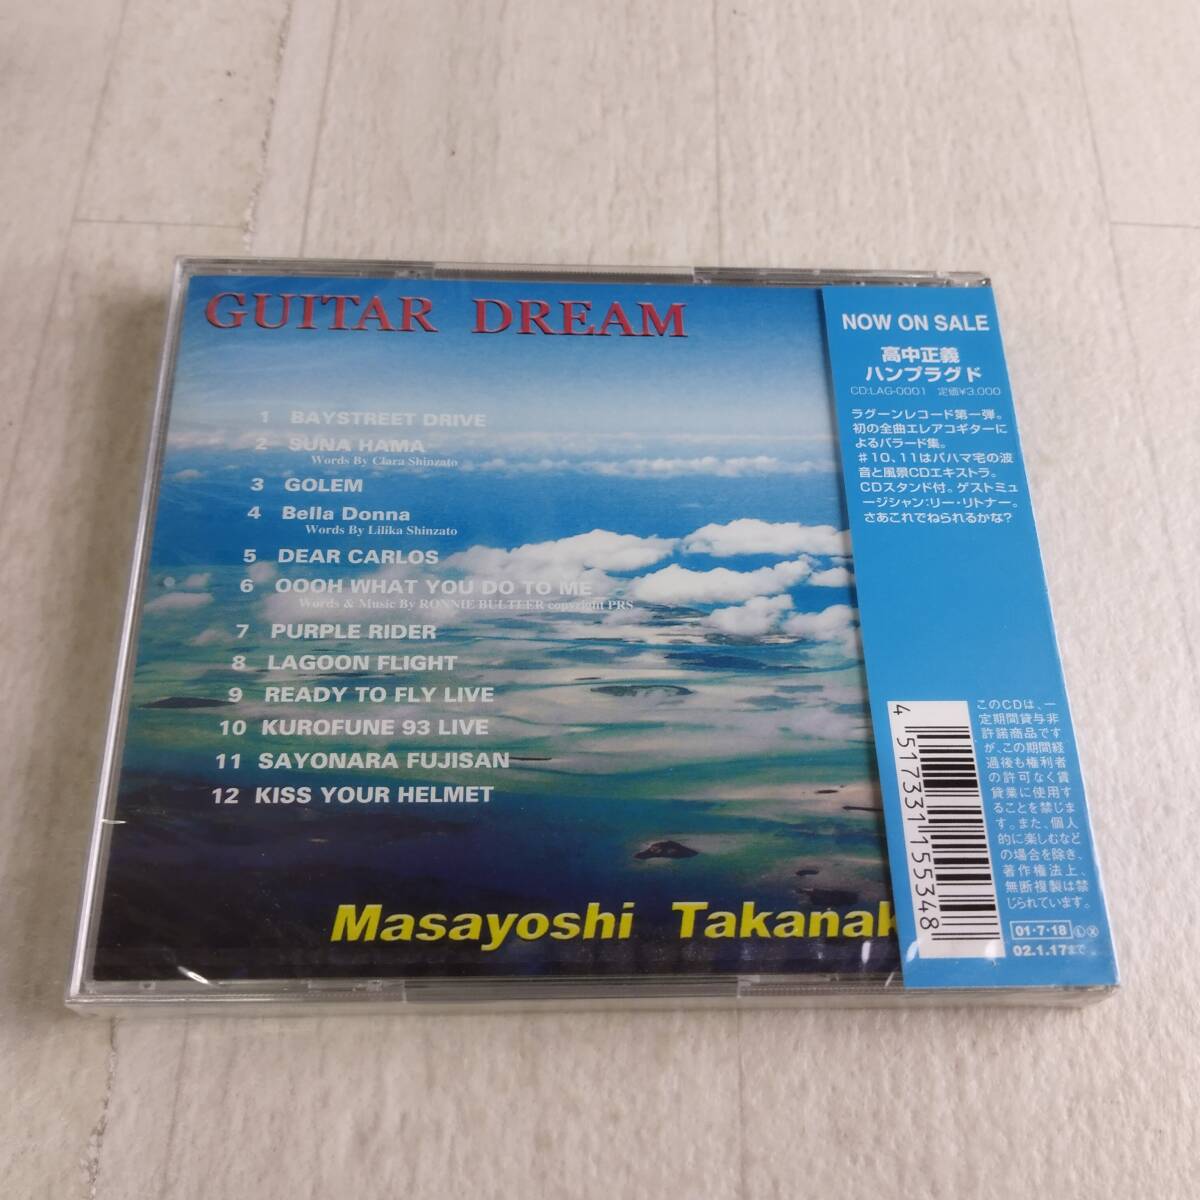 GUITAR DREAM
1 BAYSTREET DRIVE
2 SUNA HAMA
Words By Clara Shinzato
3 GOLEM
4 Bella Donna
Words By Lilika Shinzato
5 DEAR CARLOS
6 OOOH WHAT YOU DO TO ME
Words & Music By RONNIE BULTEER copyright PRS
7 PURPLE RIDER
8 LAGOON FLIGHT
9 READY TO FLY LIVE
10 KUROFUNE 93 LIVE
11 SAYONARA FUJISAN
12 KISS YOUR HELMET
Masayoshi Takanak
NOW ON SALE
高中正義
ハンプラグド
CD:LAG-0001 定価¥3,000
ラグーンレコード第一弾。
初の全曲エレアコギターに
よるバラード集。
#10、11はバハマ宅の波
音と風景CDエキストラ。
CDスタンド付。ゲストミュ
ージシャン:リー・リトナー。
さあこれでねられるかな?
4 517331 155348
このCDは、一
定期間貸与非
許諾商品です
が、この期間経
過後も権利者
の許可なく賃
貸業に使用す
ることを禁じま
す。また、個人
的に楽しむなど
の場合を除き、
著作権法上、
無断複製は禁
じられています。
01・7・18 Ⓛ Ⓧ
02.1.17まで